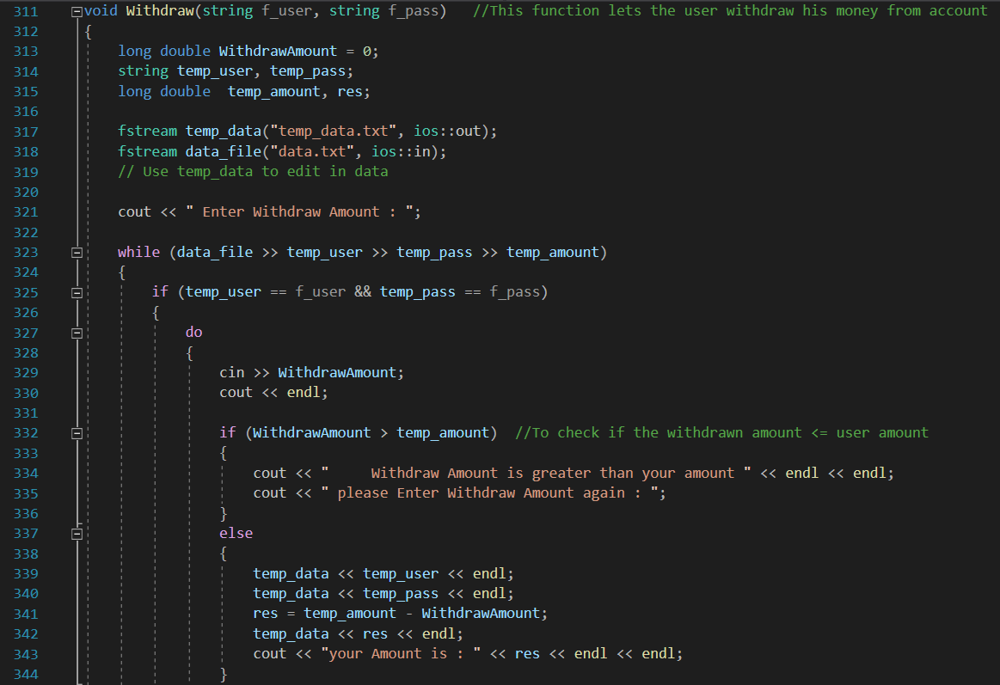 311 void Withdraw(string f_user, string f_pass)   //This function lets the user withdraw his money from account
312 {
313     long double WithdrawAmount = 0;
314     string temp_user, temp_pass;
315     long double  temp_amount, res;
316
317     fstream temp_data("temp_data.txt", ios::out);
318     fstream data_file("data.txt", ios::in);
319     // Use temp_data to edit in data
320
321     cout << " Enter Withdraw Amount : ";
322
323     while (data_file >> temp_user >> temp_pass >> temp_amount)
324     {
325         if (temp_user == f_user && temp_pass == f_pass)
326         {
327             do
328             {
329                 cin >> WithdrawAmount;
330                 cout << endl;
331
332                 if (WithdrawAmount > temp_amount)  //To check if the withdrawn amount <= user amount
333                 {
334                     cout << "     Withdraw Amount is greater than your amount " << endl << endl;
335                     cout << " please Enter Withdraw Amount again : ";
336                 }
337                 else
338                 {
339                     temp_data << temp_user << endl;
340                     temp_data << temp_pass << endl;
341                     res = temp_amount - WithdrawAmount;
342                     temp_data << res << endl;
343                     cout << "your Amount is : " << res << endl << endl;
344                 }